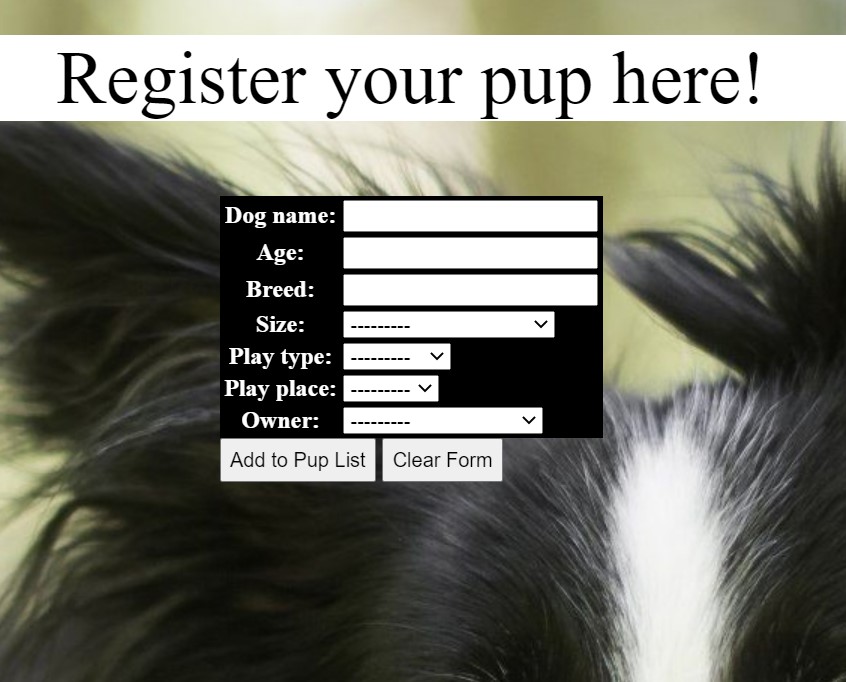 Register your pup here!
Dog name:
Age:
Breed:
Size: ---------
Play type: ---------
Play place: ---------
Owner: ---------
Add to Pup List Clear Form